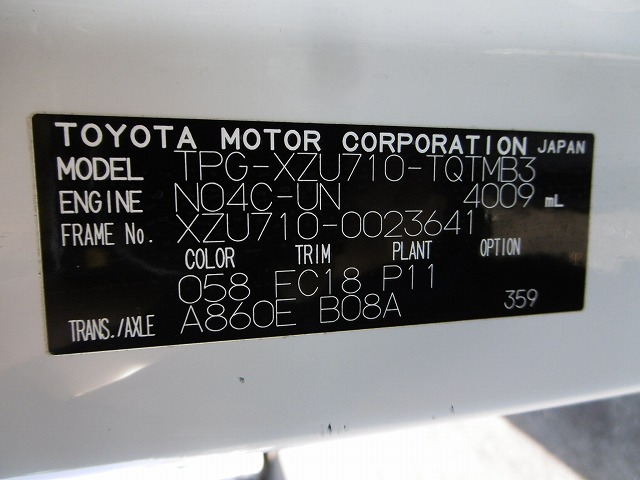 TOYOTA MOTOR CORPORATION JAPAN
MODEL TPG-XZU710-TQTMB3
ENGINE N04C-UN 4009 mL
FRAME No. XZU710-0023641
COLOR TRIM PLANT OPTION
058 FC18 P11
TRANS./AXLE A860E B08A 359